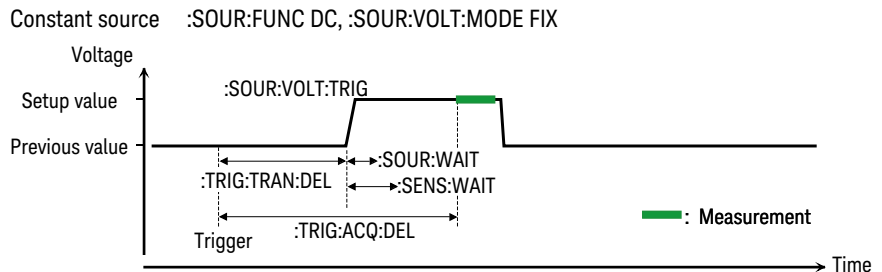 Constant source :SOUR:FUNC DC, :SOUR:VOLT:MODE FIX
Voltage
:SOUR:VOLT:TRIG
Setup value
Previous value
:SOUR:WAIT
:TRIG:TRAN:DEL
:SENS:WAIT
: Measurement
Trigger
:TRIG:ACQ:DEL
Time